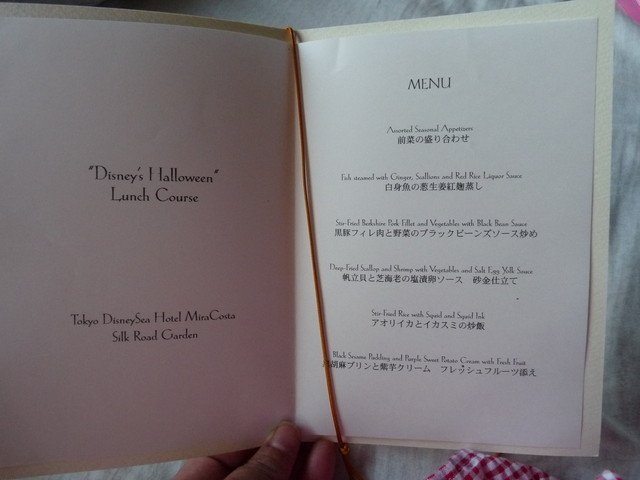 "Disney's Halloween"
Lunch Course
Tokyo DisneySea Hotel MiraCosta
Silk Road Garden
MENU
Assorted Seasonal Appetizers
前菜の盛り合わせ
Fish steamed with Ginger, Scallions and Red Rice Liquor Sauce
白身魚の葱生姜紅麹蒸し
Stir-Fried Berkshire Pork Fillet and Vegetables with Black Bean Sauce
黒豚フィレ肉と野菜のブラックビーンズソース炒め
Deep-Fried Scallop and Shrimp with Vegetables and Salt Egg Yolk Sauce
帆立貝と芝海老の塩漬卵ソース 砂金仕立て
Stir-Fried Rice with Squid and Squid Ink
アオリイカとイカスミの炒飯
Black Sesame Pudding and Purple Sweet Potato Cream with Fresh Fruit
胡麻プリンと紫芋クリーム フレッシュフルーツ添え